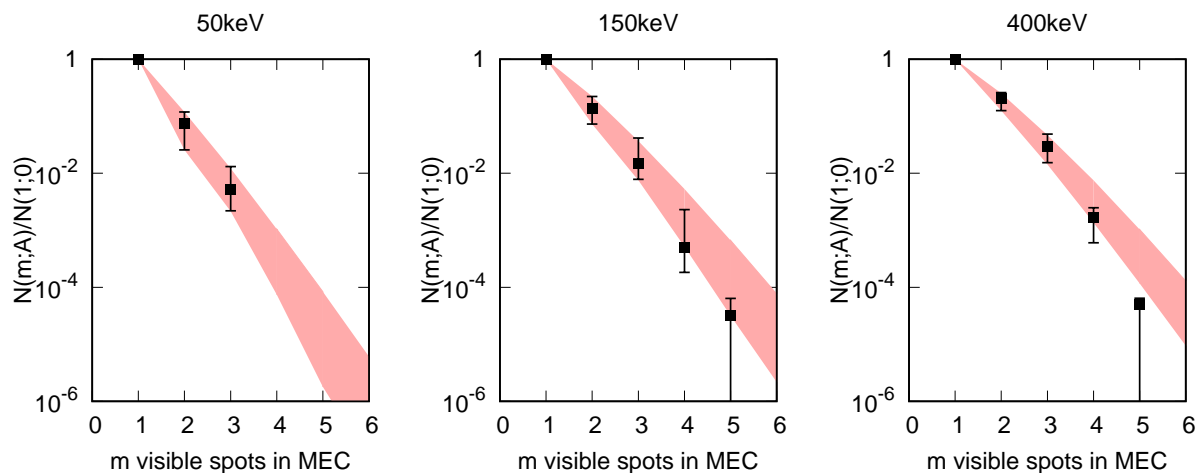 50keV
1
10-2
10-4
10-6
N(m;A)/N(1;0)
0 1 2 3 4 5 6
m visible spots in MEC
150keV
1
10-2
10-4
10-6
N(m;A)/N(1;0)
0 1 2 3 4 5 6
m visible spots in MEC
400keV
1
10-2
10-4
10-6
N(m;A)/N(1;0)
0 1 2 3 4 5 6
m visible spots in MEC